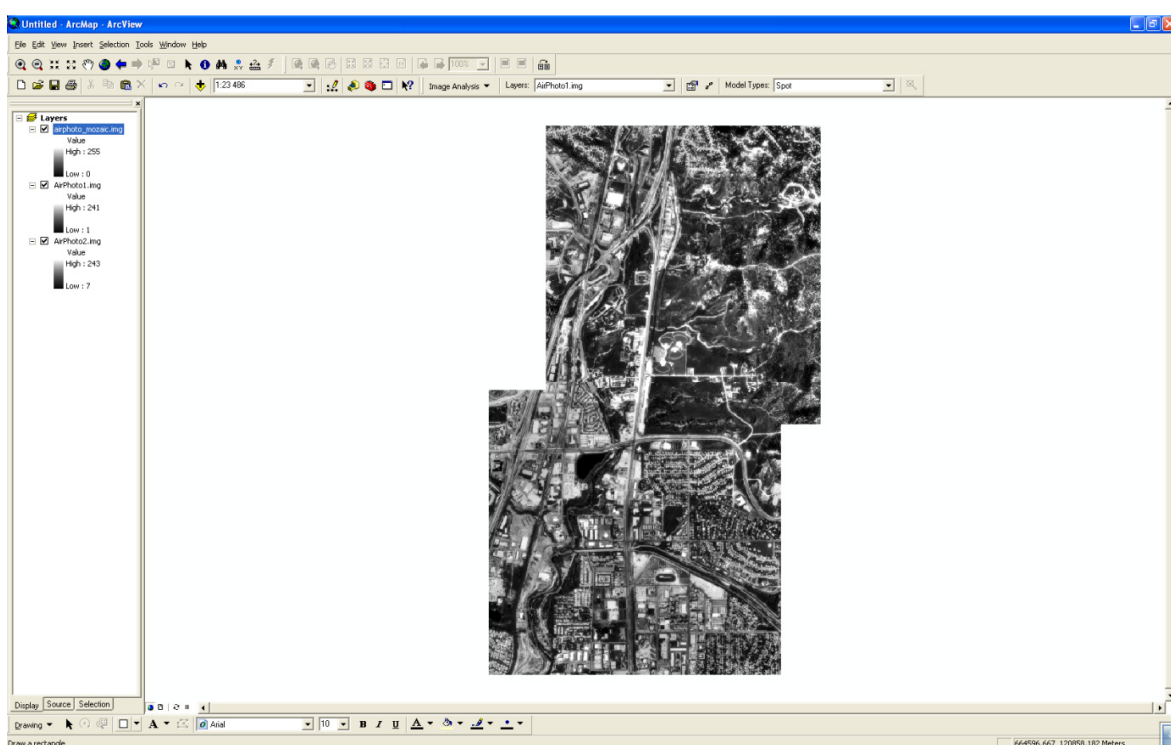 Untitled - ArcMap - ArcView
File Edit View Insert Selection Tools Window Help
100%
1:23 486 Image Analysis Layers: AirPhoto1.img Model Types: Spot
Layers
airphoto_mozaic.img
Value
High : 255
Low : 0
AirPhoto1.img
Value
High : 241
Low : 1
AirPhoto2.img
Value
High : 243
Low : 7
Display Source Selection
Drawing A Arial 10 B I U A
Draw a rectangle 664596,667 120858,182 Meters